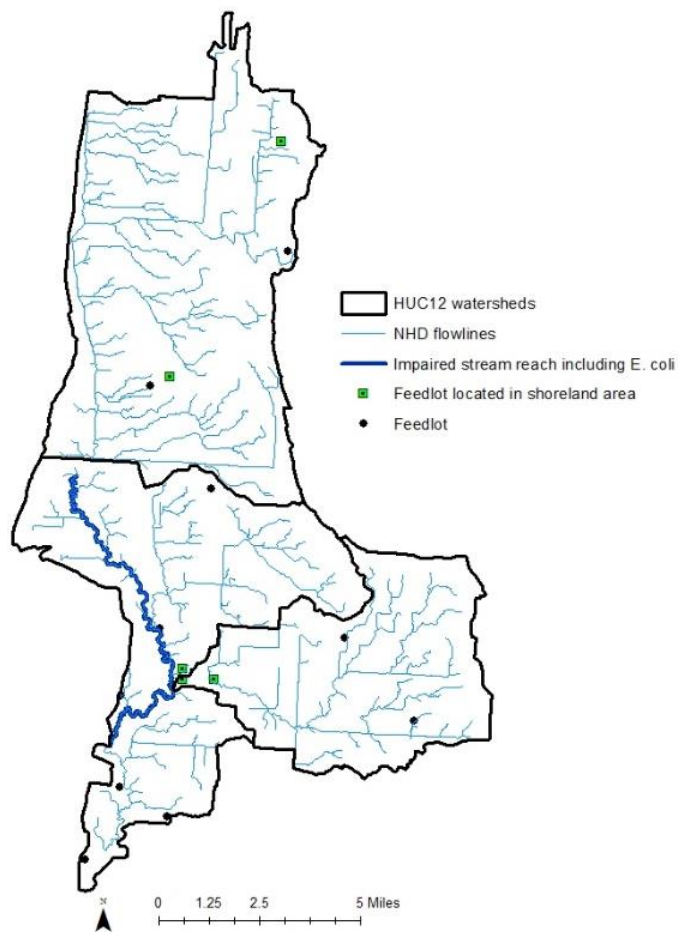 HUC12 watersheds
NHD flowlines
Impaired stream reach including E. coli
Feedlot located in shoreland area
Feedlot
N
0 1.25 2.5 5 Miles